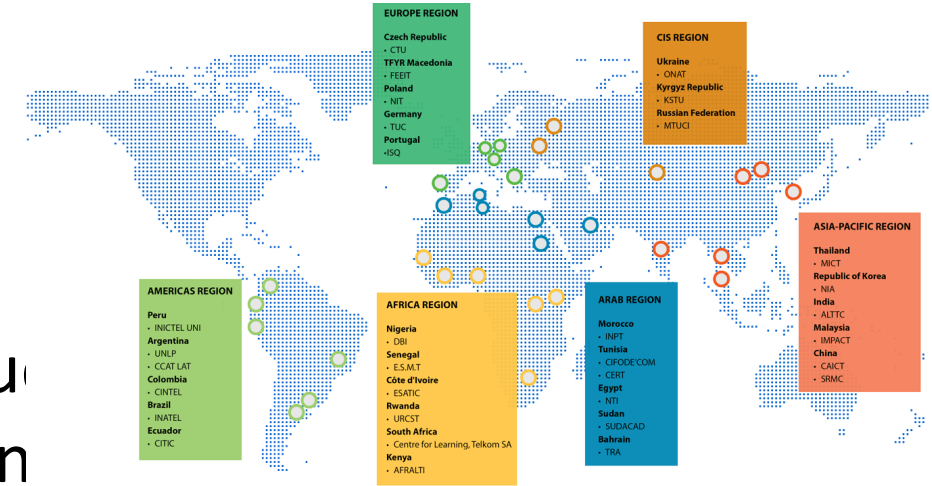 EUROPE REGION
Czech Republic
• CTU
TFYR Macedonia
• FEEIT
Poland
• NIT
Germany
• TUC
Portugal
•ISQ
CIS REGION
Ukraine
• ONAT
Kyrgyz Republic
• KSTU
Russian Federation
• MTUCI
AMERICAS REGION
Peru
• INICTEL UNI
Argentina
• UNLP
• CCAT LAT
Colombia
• CINTEL
Brazil
• INATEL
Ecuador
• CITIC
AFRICA REGION
Nigeria
• DBI
Senegal
• E.S.M.T
Côte d'Ivoire
• ESATIC
Rwanda
• URCST
South Africa
• Centre for Learning, Telkom SA
Kenya
• AFRALTI
ARAB REGION
Morocco
• INPT
Tunisia
• CIFODE'COM
• CERT
Egypt
• NTI
Sudan
• SUDACAD
Bahrain
• TRA
ASIA-PACIFIC REGION
Thailand
• MICT
Republic of Korea
• NIA
India
• ALTTC
Malaysia
• IMPACT
China
• CAICT
• SRMC